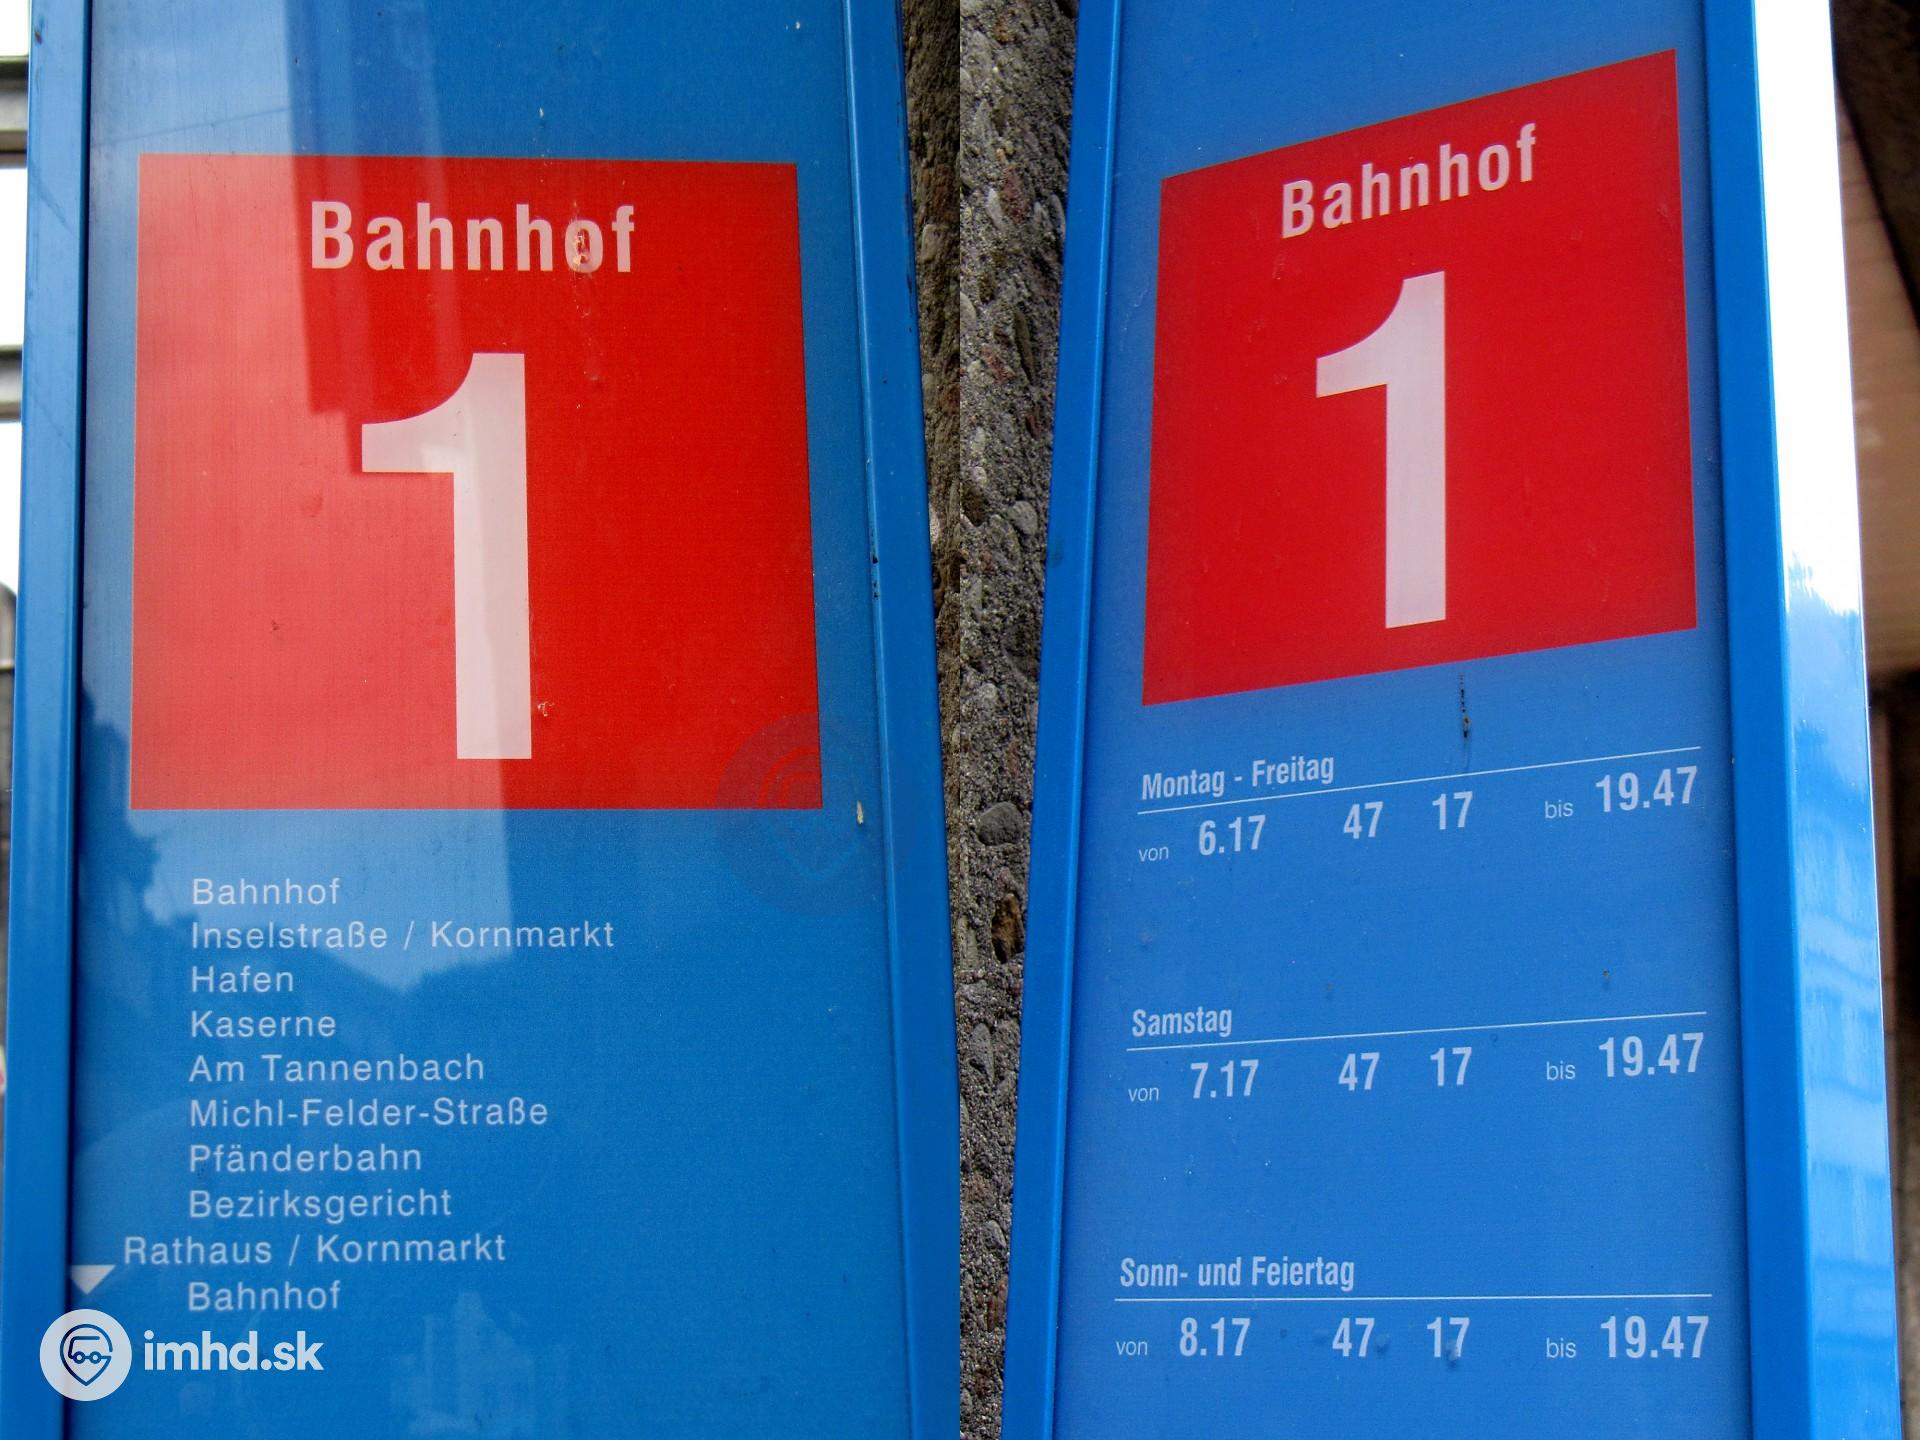 Bahnhof
1
Bahnhof
Inselstraße / Kornmarkt
Hafen
Kaserne
Am Tannenbach
Michl-Felder-Straße
Pfänderbahn
Bezirksgericht
Rathaus / Kornmarkt
Bahnhof
imhd.sk
Bahnhof
1
Montag - Freitag
von 6.17 47 17 bis 19.47
Samstag
von 7.17 47 17 bis 19.47
Sonn- und Feiertag
von 8.17 47 17 bis 19.47